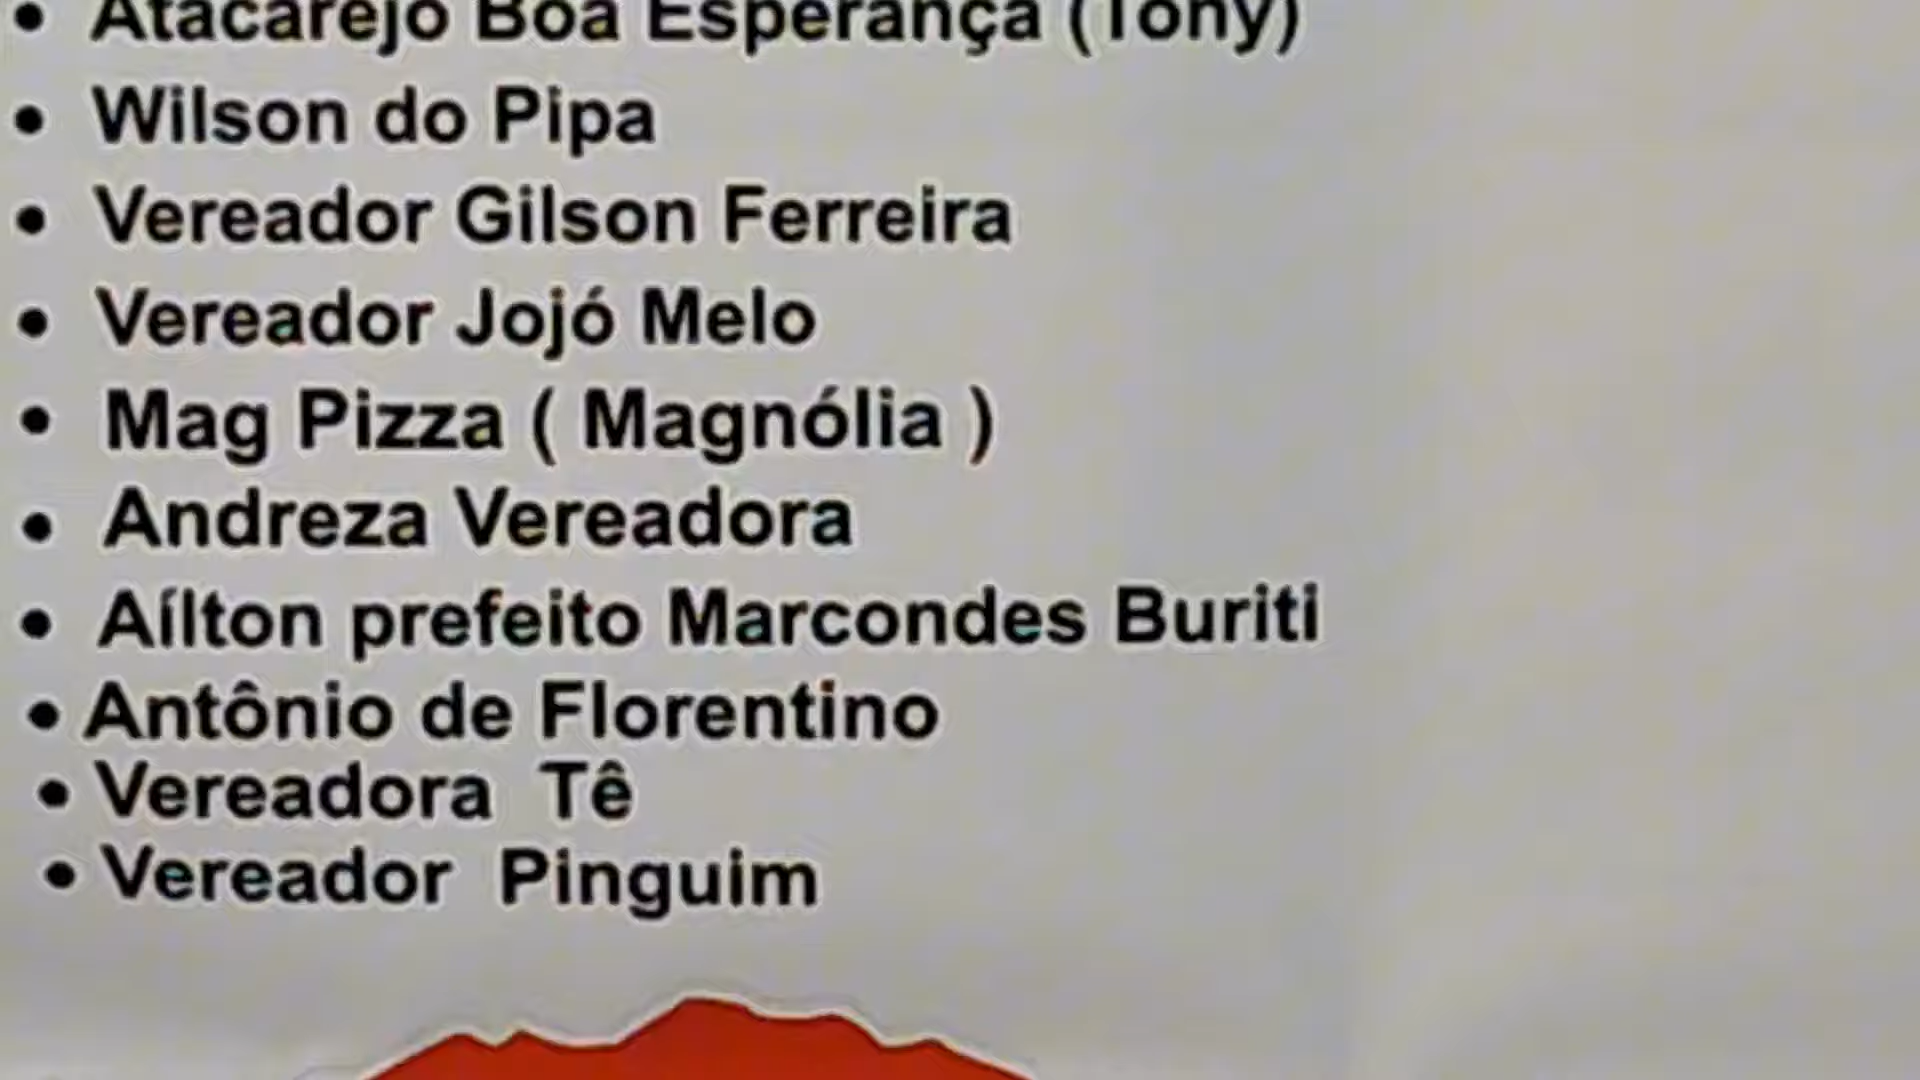 • Atacarejo Boa Esperança (Tony)
• Wilson do Pipa
• Vereador Gilson Ferreira
• Vereador Jojó Melo
• Mag Pizza ( Magnólia )
• Andreza Vereadora
• Aílton prefeito Marcondes Buriti
• Antônio de Florentino
• Vereadora Tê
• Vereador Pinguim